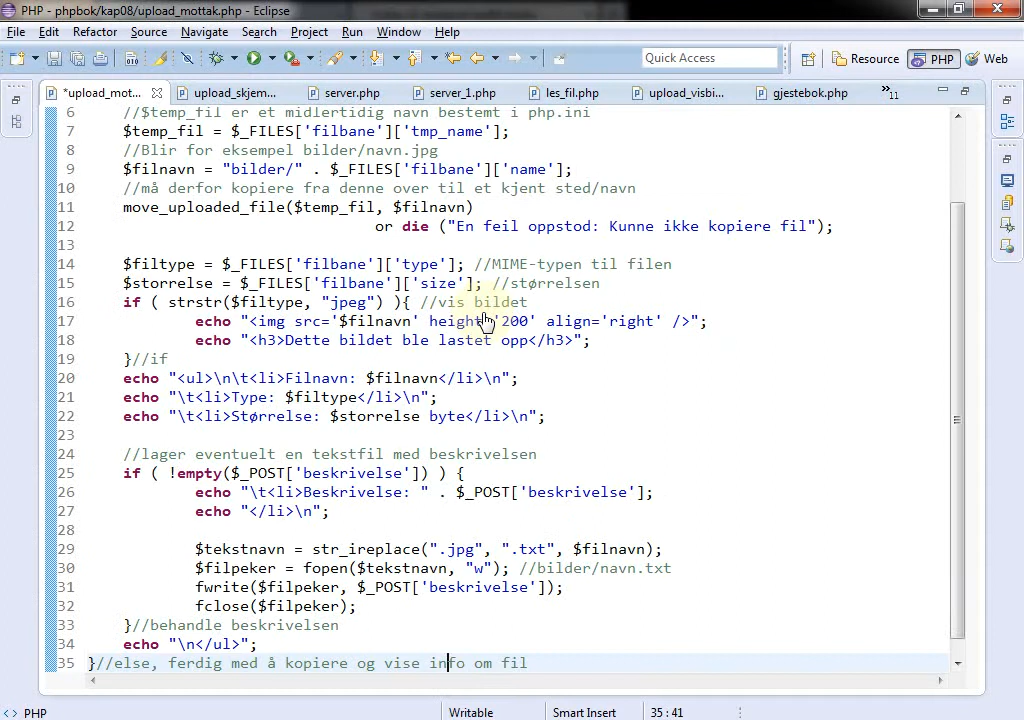 PHP - phpbok/kap08/upload_mottak.php - Eclipse
File Edit Refactor Source Navigate Search Project Run Window Help
Quick Access Resource PHP Web
*upload_mot... upload_skjem... server.php server_1.php les_fil.php upload_visbi... gjestebok.php »11
6 //$temp_fil er et midlertidig navn bestemt i php.ini
7 $temp_fil = $_FILES['filbane']['tmp_name'];
8 //Blir for eksempel bilder/navn.jpg
9 $filnavn = "bilder/" . $_FILES['filbane']['name'];
10 //må derfor kopiere fra denne over til et kjent sted/navn
11 move_uploaded_file($temp_fil, $filnavn)
12 or die ("En feil oppstod: Kunne ikke kopiere fil");
13
14 $filtype = $_FILES['filbane']['type']; //MIME-typen til filen
15 $storrelse = $_FILES['filbane']['size']; //størrelsen
16 if ( strstr($filtype, "jpeg") ){ //vis bildet
17 echo "<img src='$filnavn' height='200' align='right' />";
18 echo "<h3>Dette bildet ble lastet opp</h3>";
19 }//if
20 echo "<ul>\n\t<li>Filnavn: $filnavn</li>\n";
21 echo "\t<li>Type: $filtype</li>\n";
22 echo "\t<li>Størrelse: $storrelse byte</li>\n";
23
24 //lager eventuelt en tekstfil med beskrivelsen
25 if ( !empty($_POST['beskrivelse']) ) {
26 echo "\t<li>Beskrivelse: " . $_POST['beskrivelse'];
27 echo "</li>\n";
28
29 $tekstnavn = str_ireplace(".jpg", ".txt", $filnavn);
30 $filpeker = fopen($tekstnavn, "w"); //bilder/navn.txt
31 fwrite($filpeker, $_POST['beskrivelse']);
32 fclose($filpeker);
33 }//behandle beskrivelsen
34 echo "\n</ul>";
35 }//else, ferdig med å kopiere og vise info om fil
PHP Writable Smart Insert 35 : 41